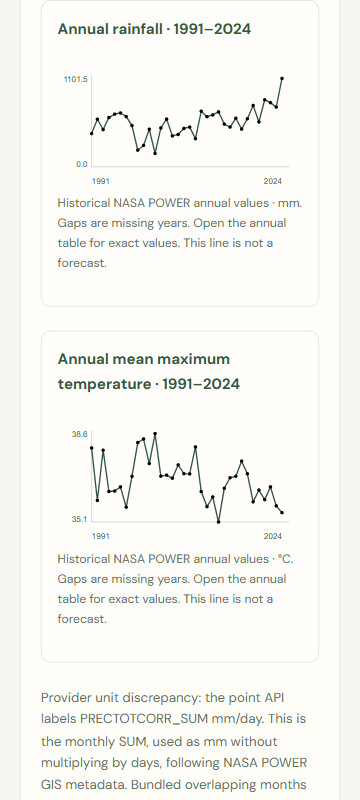 Annual rainfall · 1991–2024
1101.5
0.0
1991 2024
Historical NASA POWER annual values · mm.
Gaps are missing years. Open the annual
table for exact values. This line is not a
forecast.
Annual mean maximum
temperature · 1991–2024
38.6
35.1
1991 2024
Historical NASA POWER annual values · °C.
Gaps are missing years. Open the annual
table for exact values. This line is not a
forecast.
Provider unit discrepancy: the point API
labels PRECTOTCORR_SUM mm/day. This is
the monthly SUM, used as mm without
multiplying by days, following NASA POWER
GIS metadata. Bundled overlapping months